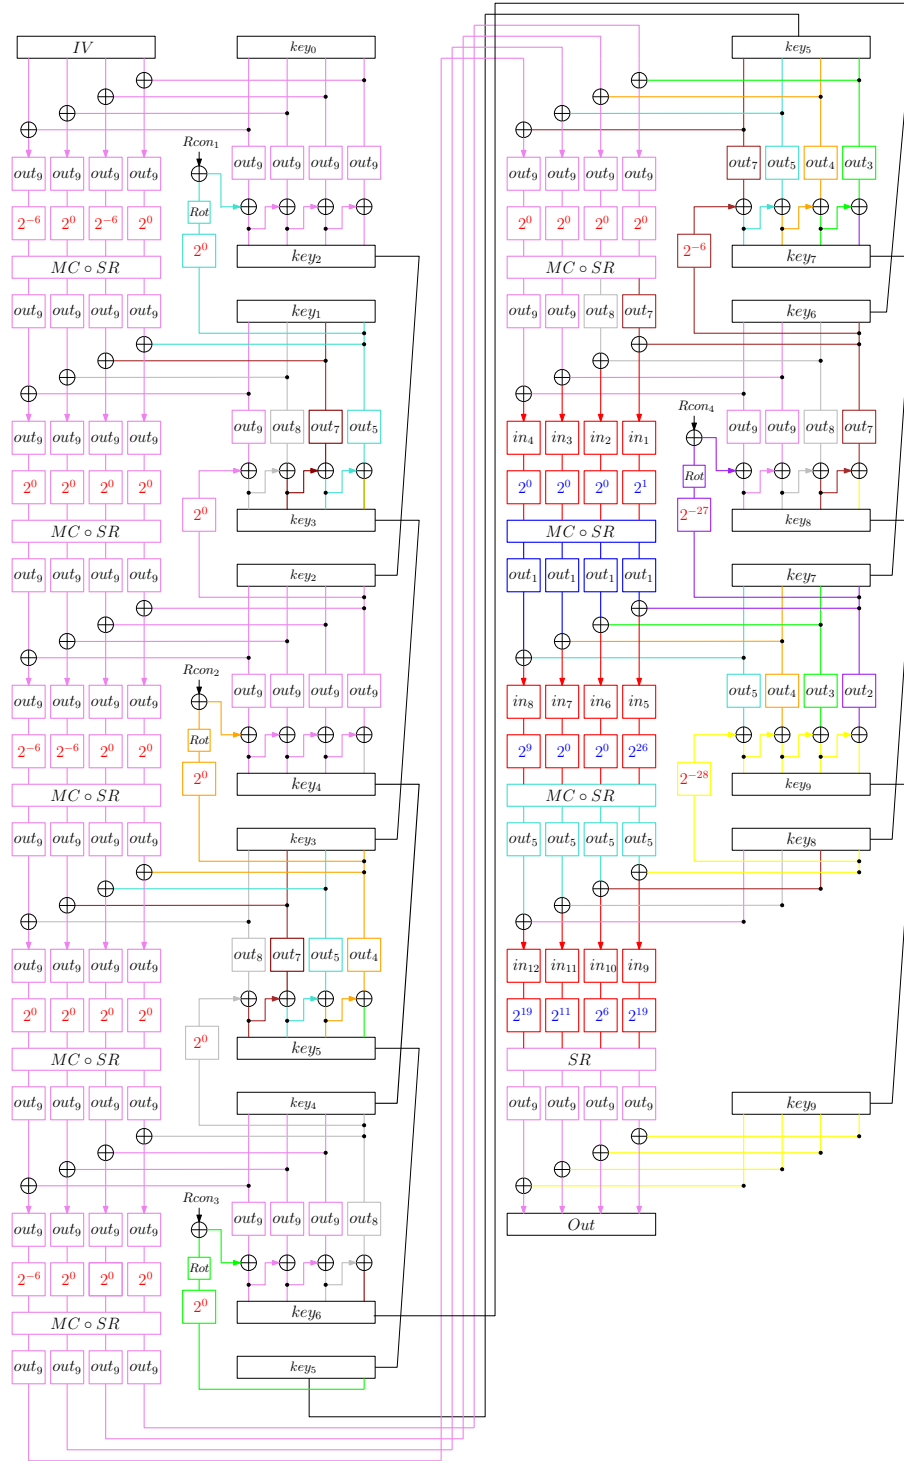 IV key₀
Rcon₁
out₉ out₉ out₉ out₉ out₉ out₉ out₉ out₉
2⁻⁶ 2⁰ 2⁻⁶ 2⁰ Rot
2⁰
MC ∘ SR key₂
out₉ out₉ out₉ out₉ key₁
out₉ out₉ out₉ out₉ out₉ out₈ out₇ out₅
2⁰ 2⁰ 2⁰ 2⁰ 2⁰
MC ∘ SR key₃
out₉ out₉ out₉ out₉ key₂
Rcon₂
out₉ out₉ out₉ out₉ out₉ out₉ out₉ out₉
2⁻⁶ 2⁻⁶ 2⁰ 2⁰ Rot
2⁰
MC ∘ SR key₄
out₉ out₉ out₉ out₉ key₃
out₉ out₉ out₉ out₉ out₈ out₇ out₅ out₄
2⁰ 2⁰ 2⁰ 2⁰ 2⁰
MC ∘ SR key₅
out₉ out₉ out₉ out₉ key₄
Rcon₃
out₉ out₉ out₉ out₉ out₉ out₉ out₉ out₈
2⁻⁶ 2⁰ 2⁰ 2⁰ Rot
2⁰
MC ∘ SR key₆
out₉ out₉ out₉ out₉ key₅
key₅
out₉ out₉ out₉ out₉ out₇ out₅ out₄ out₃
2⁰ 2⁰ 2⁰ 2⁰ 2⁻⁶
MC ∘ SR key₇
out₉ out₉ out₈ out₇ key₆
Rcon₄
in₄ in₃ in₂ in₁ out₉ out₉ out₈ out₇
2⁰ 2⁰ 2⁰ 2¹ Rot
2⁻²⁷
MC ∘ SR key₈
out₁ out₁ out₁ out₁ key₇
in₈ in₇ in₆ in₅ out₅ out₄ out₃ out₂
2⁹ 2⁰ 2⁰ 2²⁶ 2⁻²⁸
MC ∘ SR key₉
out₅ out₅ out₅ out₅ key₈
in₁₂ in₁₁ in₁₀ in₉
2¹⁹ 2¹¹ 2⁶ 2¹⁹
SR
out₉ out₉ out₉ out₉ key₉
Out